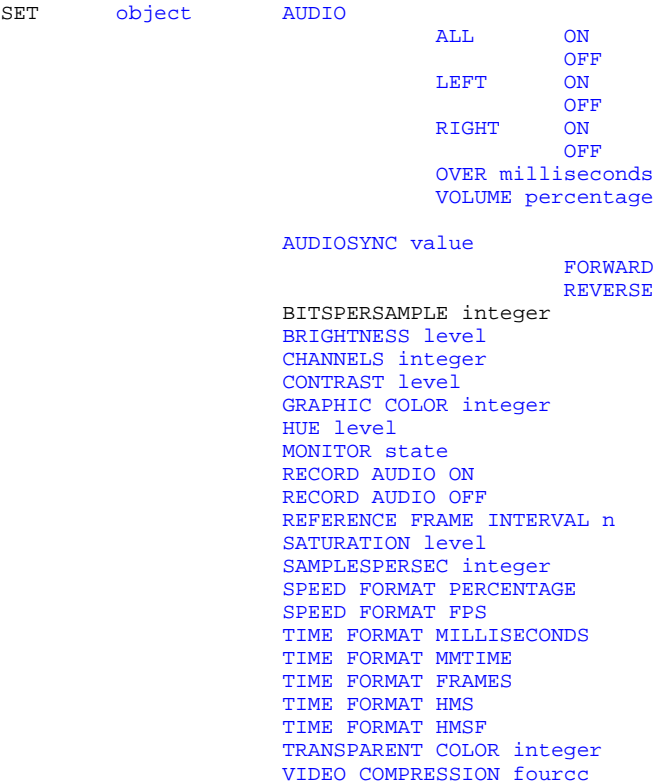 SET object AUDIO
ALL ON
OFF
LEFT ON
OFF
RIGHT ON
OFF
OVER milliseconds
VOLUME percentage
AUDIOSYNC value
FORWARD
REVERSE
BITSPERSAMPLE integer
BRIGHTNESS level
CHANNELS integer
CONTRAST level
GRAPHIC COLOR integer
HUE level
MONITOR state
RECORD AUDIO ON
RECORD AUDIO OFF
REFERENCE FRAME INTERVAL n
SATURATION level
SAMPLESPERSEC integer
SPEED FORMAT PERCENTAGE
SPEED FORMAT FPS
TIME FORMAT MILLISECONDS
TIME FORMAT MMTIME
TIME FORMAT FRAMES
TIME FORMAT HMS
TIME FORMAT HMSF
TRANSPARENT COLOR integer
VIDEO COMPRESSION fourcc